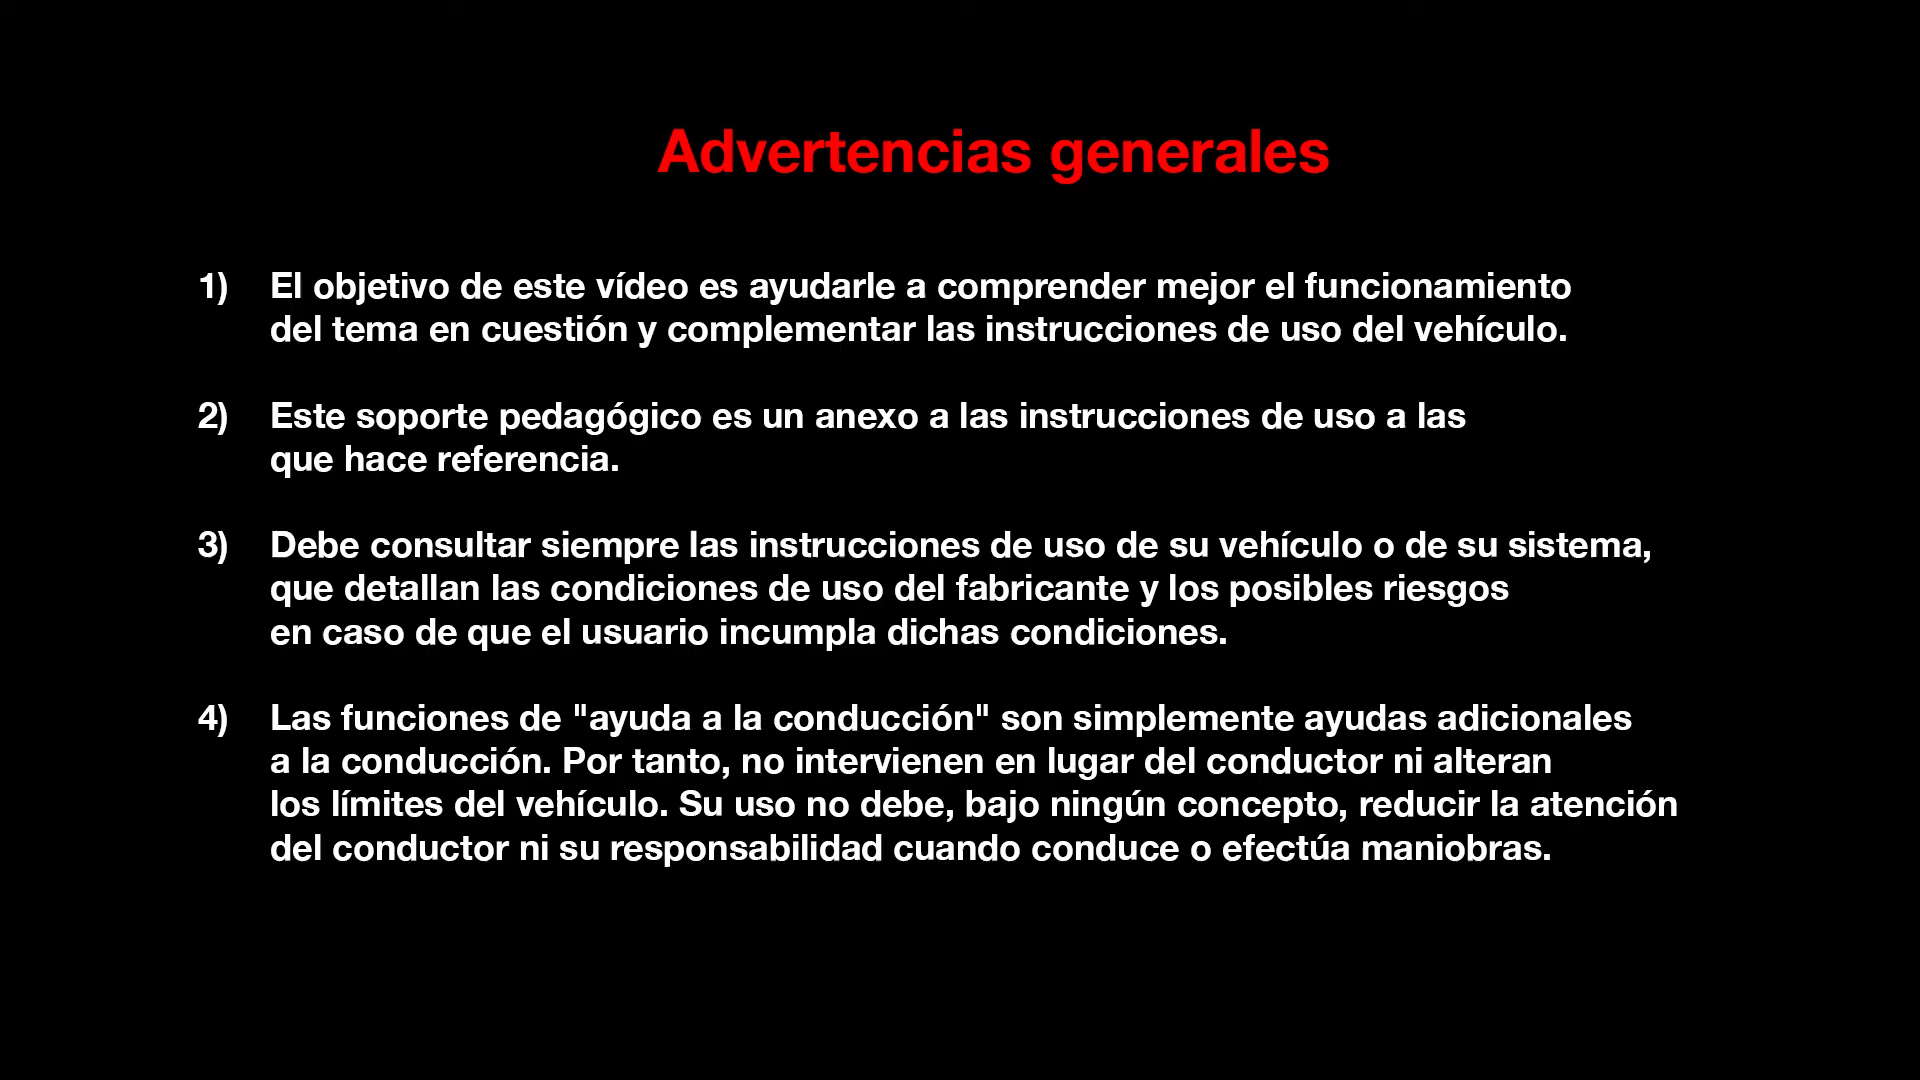 Advertencias generales
1) El objetivo de este vídeo es ayudarle a comprender mejor el funcionamiento
del tema en cuestión y complementar las instrucciones de uso del vehículo.
2) Este soporte pedagógico es un anexo a las instrucciones de uso a las
que hace referencia.
3) Debe consultar siempre las instrucciones de uso de su vehículo o de su sistema,
que detallan las condiciones de uso del fabricante y los posibles riesgos
en caso de que el usuario incumpla dichas condiciones.
4) Las funciones de "ayuda a la conducción" son simplemente ayudas adicionales
a la conducción. Por tanto, no intervienen en lugar del conductor ni alteran
los límites del vehículo. Su uso no debe, bajo ningún concepto, reducir la atención
del conductor ni su responsabilidad cuando conduce o efectúa maniobras.